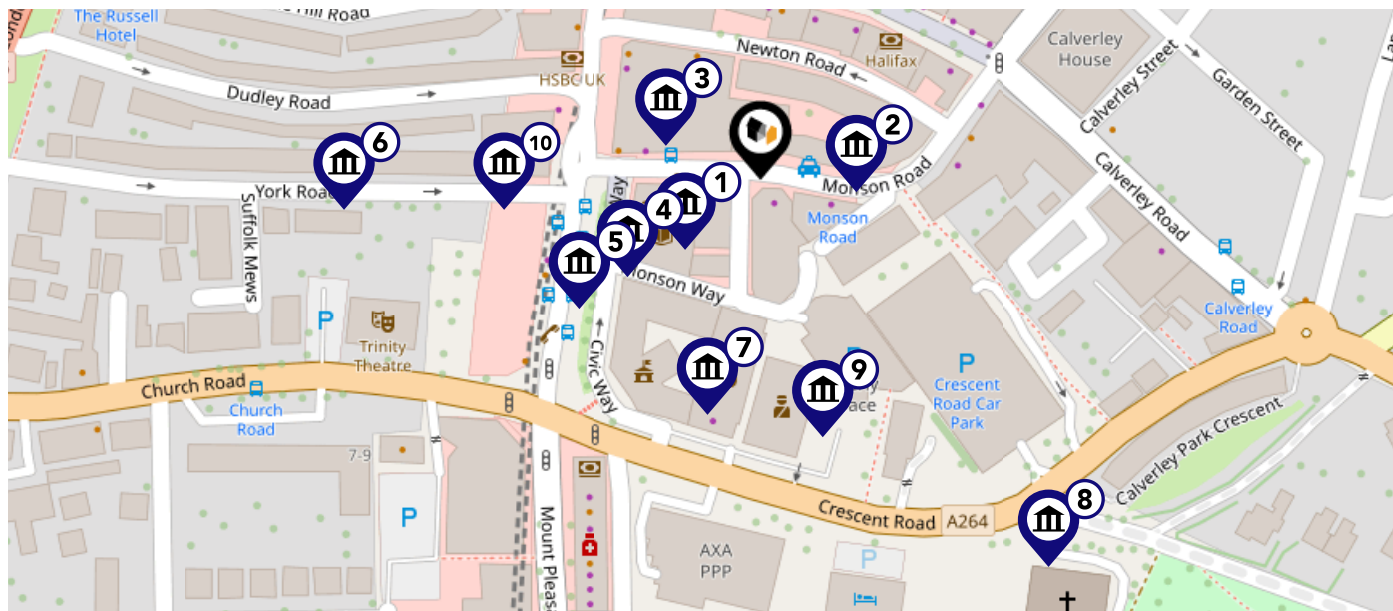 Hill Road
The Russell
Hotel
Newton Road
Halifax
Calverley
House
Calverley Street
Garden Street
HSBC UK
Dudley Road
3
2
6
10
York Road
Monson Road
Calverley Road
Suffolk Mews
Way
1
4
5
Monson
Road
Monson Way
P
Trinity
Theatre
Civic Way
7
9
P
Crescent
Road Car
Park
Calverley
Road
Church Road
Church
Road
7-9
P
Calverley Park Crescent
8
Crescent Road
A264
Mount Pleas
AXA
PPP
P